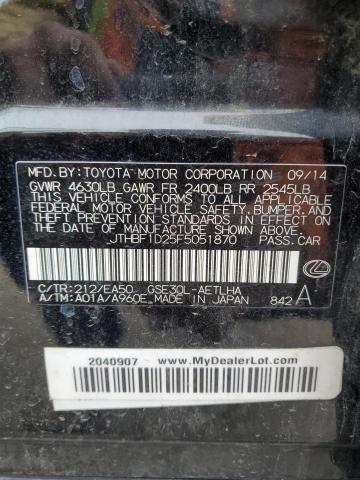 MFD.BY:TOYOTA MOTOR CORPORATION 09/14
GVWR 4630LB GAWR FR 2400LB RR 2545LB
THIS VEHICLE CONFORMS TO ALL APPLICABLE
FEDERAL MOTOR VEHICLE SAFETY,BUMPER,AND
THEFT PREVENTION STANDARDS IN EFFECT ON
THE DATE OF MANUFACTURE SHOWN ABOVE.
JTHBF1D25F5051870 PASS.CAR
C/TR:212/EA50 GSE30L-AETLHA
A/TM:A01A/A960E MADE IN JAPAN 842 A
2040907 www.MyDealerLot.com